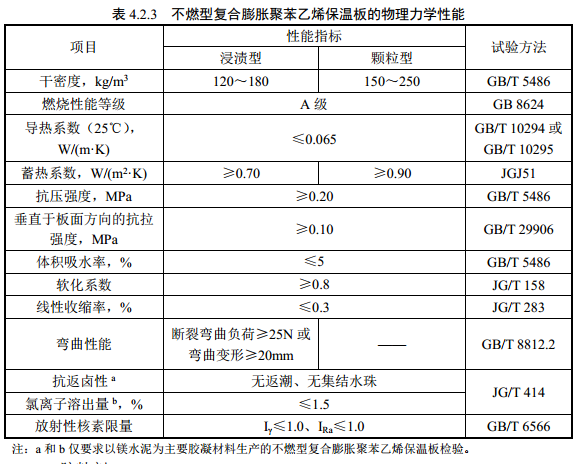 表 4.2.3 不燃型复合膨胀聚苯乙烯保温板的物理力学性能
项目 性能指标 试验方法
浸渍型 颗粒型
干密度，kg/m³ 120～180 150～250 GB/T 5486
燃烧性能等级 A 级 GB 8624
导热系数（25℃），
W/(m·K) ≤0.065 GB/T 10294 或
GB/T 10295
蓄热系数，W/(m²·K) ≥0.70 ≥0.90 JGJ51
抗压强度，MPa ≥0.20 GB/T 5486
垂直于板面方向的抗拉
强度，MPa ≥0.10 GB/T 29906
体积吸水率，% ≤5 GB/T 5486
软化系数 ≥0.8 JG/T 158
线性收缩率，% ≤0.3 JG/T 283
弯曲性能 断裂弯曲负荷≥25N 或
弯曲变形≥20mm —— GB/T 8812.2
抗返卤性 ᵃ 无返潮、无集结水珠 JG/T 414
氯离子溶出量 ᵇ，% ≤1.5
放射性核素限量 Iγ≤1.0、IRa≤1.0 GB/T 6566
注：a 和 b 仅要求以镁水泥为主要胶凝材料生产的不燃型复合膨胀聚苯乙烯保温板检验。